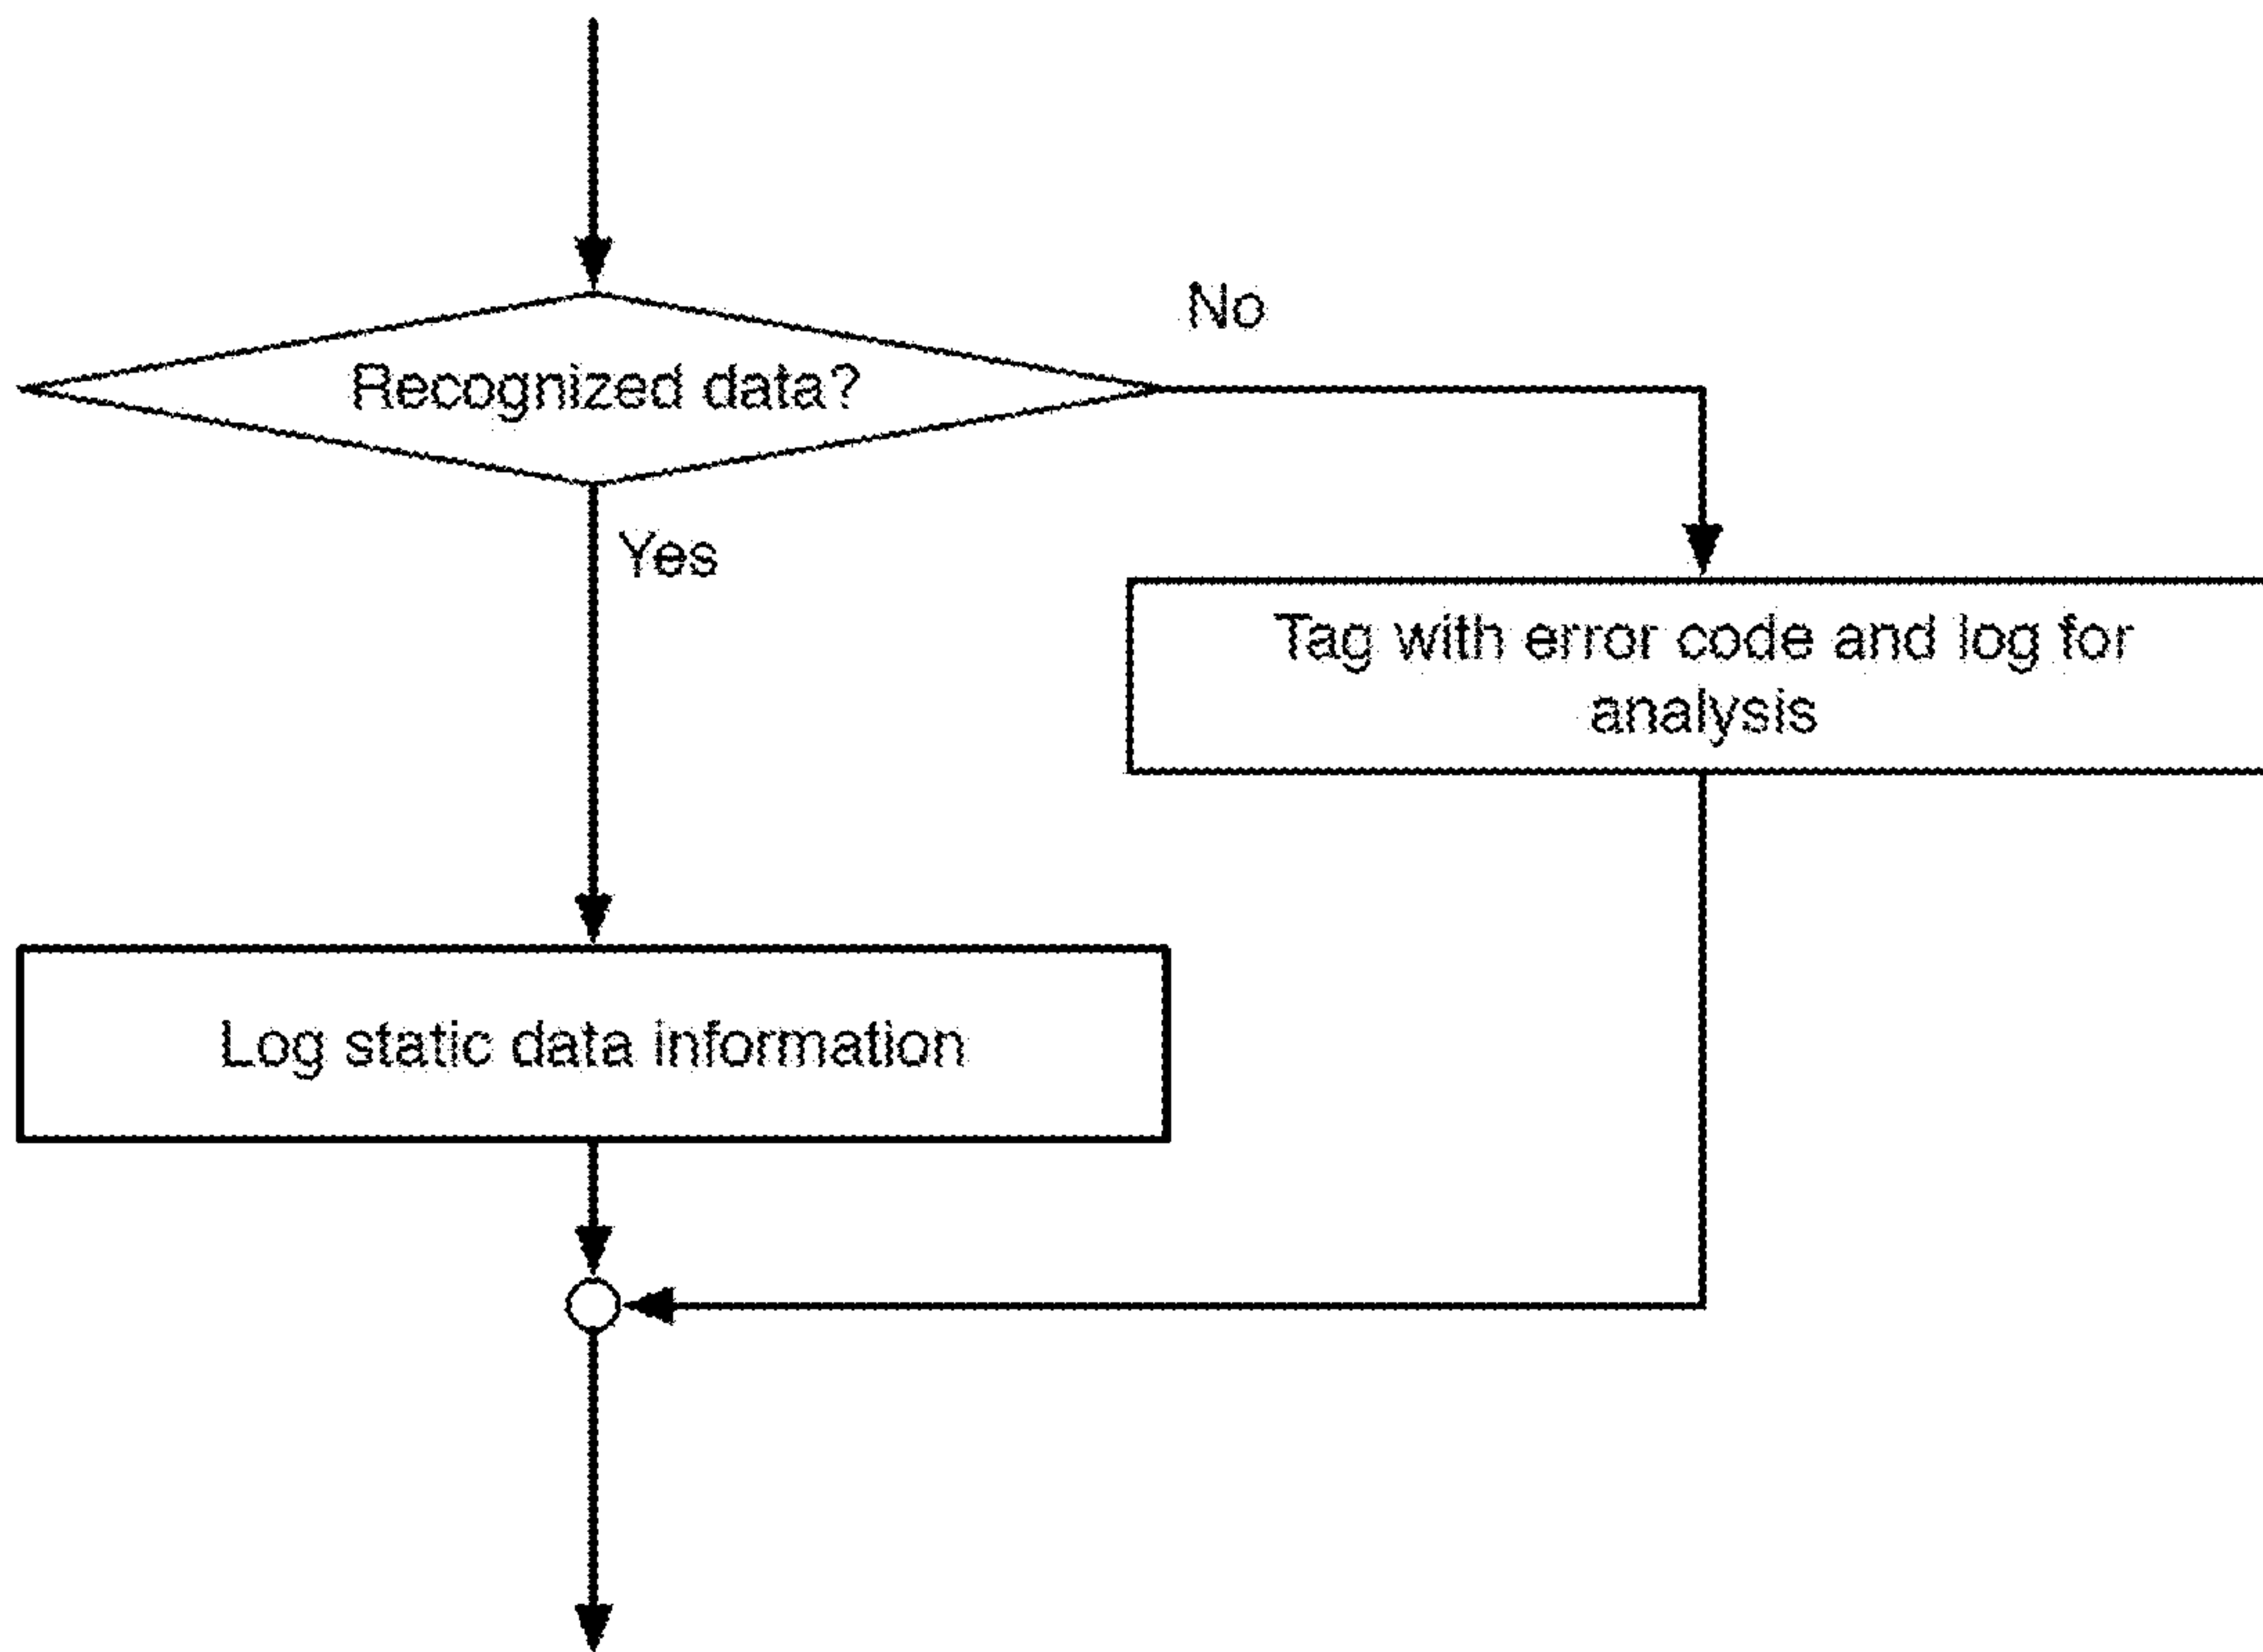 No
Recognized data?
Yes
Tag with error code and log for
analysis
Log static data information